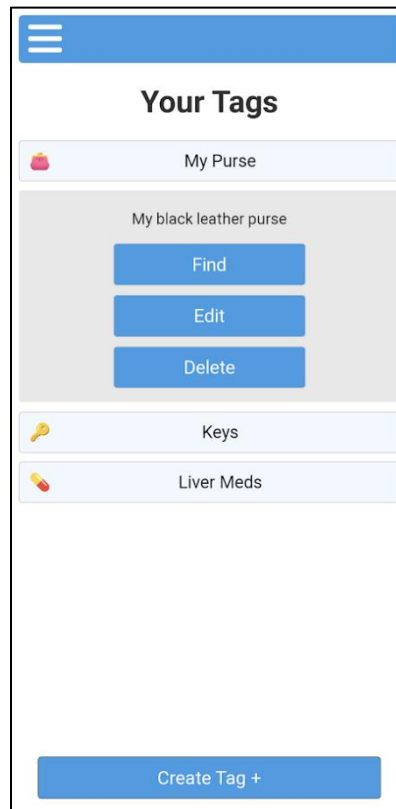 Your Tags
My Purse
My black leather purse
Find
Edit
Delete
Keys
Liver Meds
Create Tag +